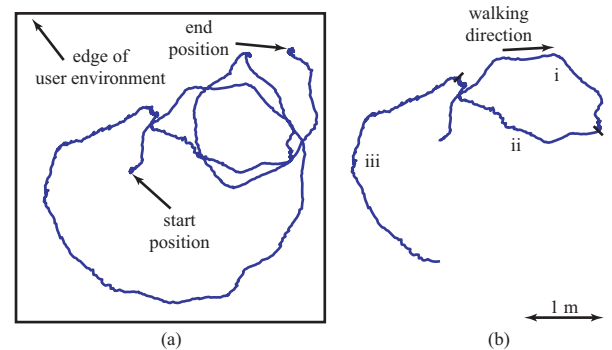 end
position
edge of
user environment
start
position
(a)
walking
direction
i
ii
iii
1 m
(b)